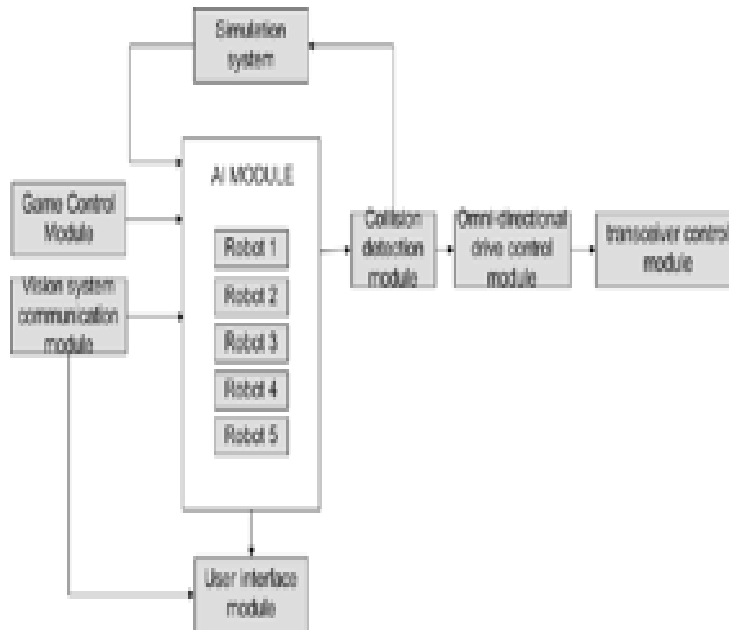 Simulation
system
AI MODULE
Game Control
Module
Robot 1
Collision
detection
module
Omni-directional
drive control
module
transceiver control
module
Vision system
communication
module
Robot 2
Robot 3
Robot 4
Robot 5
User interface
module